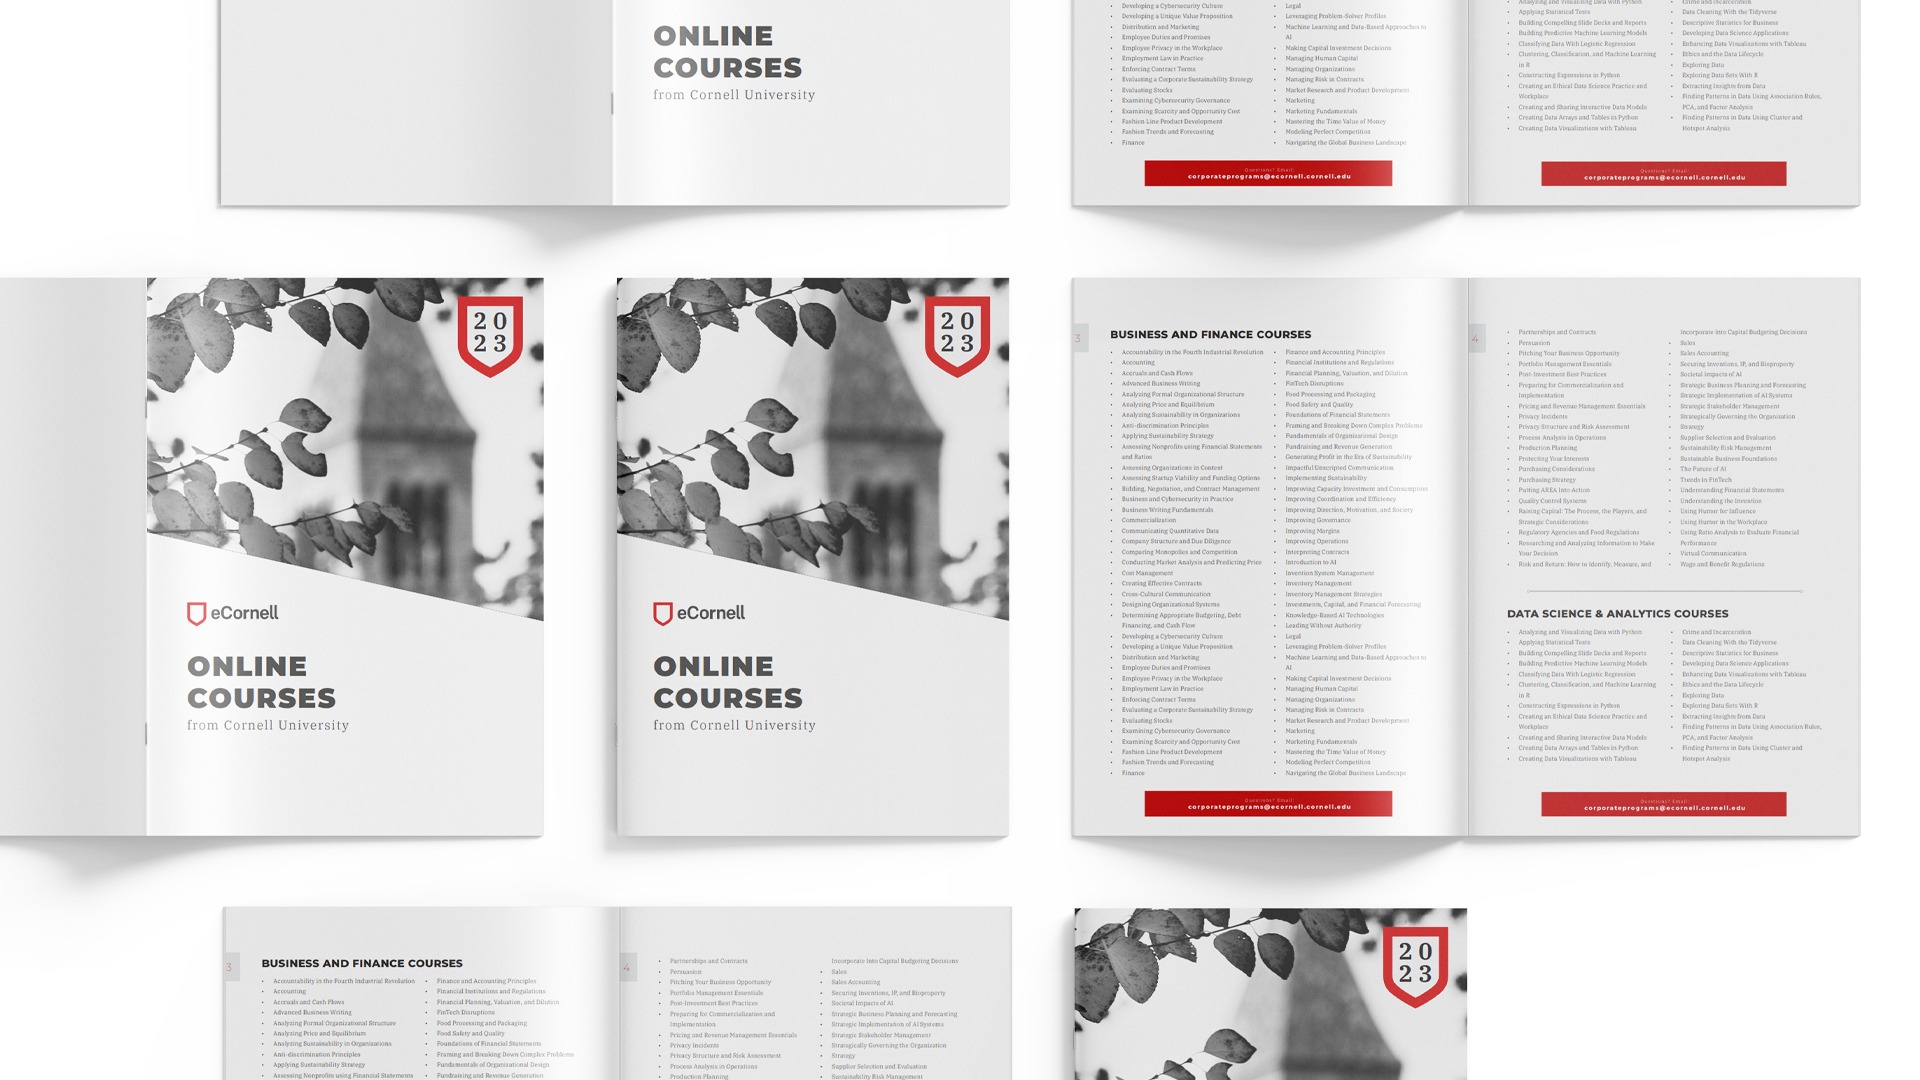 ONLINE
COURSES
from Cornell University
Developing a Cybersecurity Culture
Developing a Unique Value Proposition
Distribution and Marketing
Employee Duties and Promises
Employee Privacy in the Workplace
Employment Law in Practice
Enforcing Contract Terms
Evaluating a Corporate Sustainability Strategy
Evaluating Stocks
Examining Cybersecurity Governance
Examining Scarcity and Opportunity Cost
Fashion Line Product Development
Fashion Trends and Forecasting
Finance
Legal
Leveraging Problem-Solver Profiles
Machine Learning and Data-Based Approaches to
AI
Making Capital Investment Decisions
Managing Human Capital
Managing Organizations
Managing Risk in Contracts
Market Research and Product Development
Marketing
Marketing Fundamentals
Mastering the Time Value of Money
Modeling Perfect Competition
Navigating the Global Business Landscape
Questions? Email:
corporateprograms@ecornell.cornell.edu
Analyzing and Visualizing Data with Python
Applying Statistical Tests
Building Compelling Slide Decks and Reports
Building Predictive Machine Learning Models
Classifying Data With Logistic Regression
Clustering, Classification, and Machine Learning
in R
Constructing Expressions in Python
Creating an Ethical Data Science Practice and
Workplace
Creating and Sharing Interactive Data Models
Creating Data Arrays and Tables in Python
Creating Data Visualizations with Tableau
Crime and Incarceration
Data Cleaning With the Tidyverse
Descriptive Statistics for Business
Developing Data Science Applications
Enhancing Data Visualizations with Tableau
Ethics and the Data Lifecycle
Exploring Data
Exploring Data Sets With R
Extracting Insights from Data
Finding Patterns in Data Using Association Rules,
PCA, and Factor Analysis
Finding Patterns in Data Using Cluster and
Hotspot Analysis
Questions? Email:
corporateprograms@ecornell.cornell.edu
20
23
eCornell
ONLINE
COURSES
from Cornell University
20
23
eCornell
ONLINE
COURSES
from Cornell University
3
BUSINESS AND FINANCE COURSES
Accountability in the Fourth Industrial Revolution
Accounting
Accruals and Cash Flows
Advanced Business Writing
Analyzing Formal Organizational Structure
Analyzing Price and Equilibrium
Analyzing Sustainability in Organizations
Anti-discrimination Principles
Applying Sustainability Strategy
Assessing Nonprofits using Financial Statements
and Ratios
Assessing Organizations in Context
Assessing Startup Viability and Funding Options
Bidding, Negotiation, and Contract Management
Business and Cybersecurity in Practice
Business Writing Fundamentals
Commercialization
Communicating Quantitative Data
Company Structure and Due Diligence
Comparing Monopolies and Competition
Conducting Market Analysis and Predicting Price
Cost Management
Creating Effective Contracts
Cross-Cultural Communication
Designing Organizational Systems
Determining Appropriate Budgeting, Debt
Financing, and Cash Flow
Developing a Cybersecurity Culture
Developing a Unique Value Proposition
Distribution and Marketing
Employee Duties and Promises
Employee Privacy in the Workplace
Employment Law in Practice
Enforcing Contract Terms
Evaluating a Corporate Sustainability Strategy
Evaluating Stocks
Examining Cybersecurity Governance
Examining Scarcity and Opportunity Cost
Fashion Line Product Development
Fashion Trends and Forecasting
Finance
Finance and Accounting Principles
Financial Institutions and Regulations
Financial Planning, Valuation, and Dilution
FinTech Disruptions
Food Processing and Packaging
Food Safety and Quality
Foundations of Financial Statements
Framing and Breaking Down Complex Problems
Fundamentals of Organizational Design
Fundraising and Revenue Generation
Generating Profit in the Era of Sustainability
Impactful Unscripted Communication
Implementing Sustainability
Improving Capacity Investment and Consumption
Improving Coordination and Efficiency
Improving Direction, Motivation, and Society
Improving Governance
Improving Margins
Improving Operations
Interpreting Contracts
Introduction to AI
Invention System Management
Inventory Management
Inventory Management Strategies
Investments, Capital, and Financial Forecasting
Knowledge-Based AI Technologies
Leading Without Authority
Legal
Leveraging Problem-Solver Profiles
Machine Learning and Data-Based Approaches to
AI
Making Capital Investment Decisions
Managing Human Capital
Managing Organizations
Managing Risk in Contracts
Market Research and Product Development
Marketing
Marketing Fundamentals
Mastering the Time Value of Money
Modeling Perfect Competition
Navigating the Global Business Landscape
Questions? Email:
corporateprograms@ecornell.cornell.edu
4
Partnerships and Contracts
Persuasion
Pitching Your Business Opportunity
Portfolio Management Essentials
Post-Investment Best Practices
Preparing for Commercialization and
Implementation
Pricing and Revenue Management Essentials
Privacy Incidents
Privacy Structure and Risk Assessment
Process Analysis in Operations
Production Planning
Protecting Your Interests
Purchasing Considerations
Purchasing Strategy
Putting AREA Into Action
Quality Control Systems
Raising Capital: The Process, the Players, and
Strategic Considerations
Regulatory Agencies and Food Regulations
Researching and Analyzing Information to Make
Your Decision
Risk and Return: How to Identify, Measure, and
Incorporate Into Capital Budgeting Decisions
Sales
Sales Accounting
Securing Inventions, IP, and Bioproperty
Societal Impacts of AI
Strategic Business Planning and Forecasting
Strategic Implementation of AI Systems
Strategic Stakeholder Management
Strategically Governing the Organization
Strategy
Supplier Selection and Evaluation
Sustainability Risk Management
Sustainable Business Foundations
The Future of AI
Trends in FinTech
Understanding Financial Statements
Understanding the Invention
Using Humor for Influence
Using Humor in the Workplace
Using Ratio Analysis to Evaluate Financial
Performance
Virtual Communication
Wage and Benefit Regulations
DATA SCIENCE & ANALYTICS COURSES
Analyzing and Visualizing Data with Python
Applying Statistical Tests
Building Compelling Slide Decks and Reports
Building Predictive Machine Learning Models
Classifying Data With Logistic Regression
Clustering, Classification, and Machine Learning
in R
Constructing Expressions in Python
Creating an Ethical Data Science Practice and
Workplace
Creating and Sharing Interactive Data Models
Creating Data Arrays and Tables in Python
Creating Data Visualizations with Tableau
Crime and Incarceration
Data Cleaning With the Tidyverse
Descriptive Statistics for Business
Developing Data Science Applications
Enhancing Data Visualizations with Tableau
Ethics and the Data Lifecycle
Exploring Data
Exploring Data Sets With R
Extracting Insights from Data
Finding Patterns in Data Using Association Rules,
PCA, and Factor Analysis
Finding Patterns in Data Using Cluster and
Hotspot Analysis
Questions? Email:
corporateprograms@ecornell.cornell.edu
3
BUSINESS AND FINANCE COURSES
Accountability in the Fourth Industrial Revolution
Accounting
Accruals and Cash Flows
Advanced Business Writing
Analyzing Formal Organizational Structure
Analyzing Price and Equilibrium
Analyzing Sustainability in Organizations
Anti-discrimination Principles
Applying Sustainability Strategy
Assessing Nonprofits using Financial Statements
Finance and Accounting Principles
Financial Institutions and Regulations
Financial Planning, Valuation, and Dilution
FinTech Disruptions
Food Processing and Packaging
Food Safety and Quality
Foundations of Financial Statements
Framing and Breaking Down Complex Problems
Fundamentals of Organizational Design
Fundraising and Revenue Generation
4
Partnerships and Contracts
Persuasion
Pitching Your Business Opportunity
Portfolio Management Essentials
Post-Investment Best Practices
Preparing for Commercialization and
Implementation
Pricing and Revenue Management Essentials
Privacy Incidents
Privacy Structure and Risk Assessment
Process Analysis in Operations
Production Planning
Incorporate Into Capital Budgeting Decisions
Sales
Sales Accounting
Securing Inventions, IP, and Bioproperty
Societal Impacts of AI
Strategic Business Planning and Forecasting
Strategic Implementation of AI Systems
Strategic Stakeholder Management
Strategically Governing the Organization
Strategy
Supplier Selection and Evaluation
Sustainability Risk Management
20
23